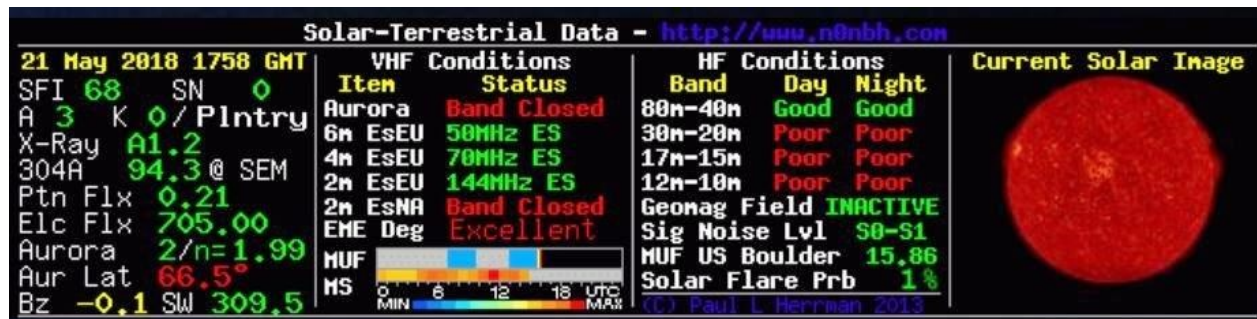 Solar-Terrestrial Data - http://www.n0nbh.com
21 May 2018 1758 GMT
SFI 68 SN 0
A 3 K 0/Plntry
X-Ray A1.2
304A 94.3 @ SEM
Ptn Flx 0.21
Elc Flx 705.00
Aurora 2/n=1.99
Aur Lat 66.5°
Bz -0.1 SW 309.5
VHF Conditions
Item Status
Aurora Band Closed
6m EsEU 50MHz ES
4m EsEU 70MHz ES
2m EsEU 144MHz ES
2m EsNA Band Closed
EME Deg Excellent
MUF
MS
0 6 12 18 UTC
MIN MAX
HF Conditions
Band Day Night
80m-40m Good Good
30m-20m Poor Poor
17m-15m Poor Poor
12m-10m Poor Poor
Geomag Field INACTIVE
Sig Noise Lvl S0-S1
MUF US Boulder 15.86
Solar Flare Prb 1%
(C) Paul L Herrman 2013
Current Solar Image